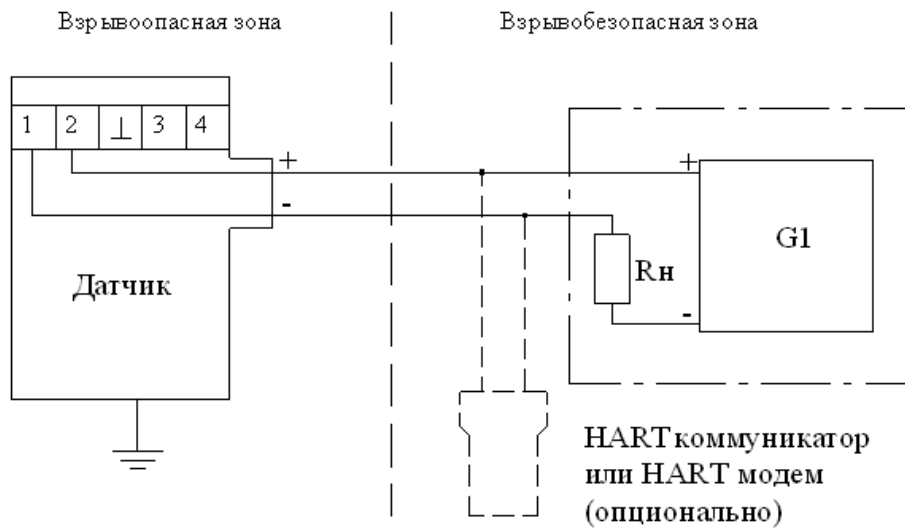 Взрывоопасная зона
Взрывобезопасная зона
1 2 ⊥ 3 4
+
-
+
G1
Rн
-
Датчик
HART коммуникатор
или HART модем
(опционально)